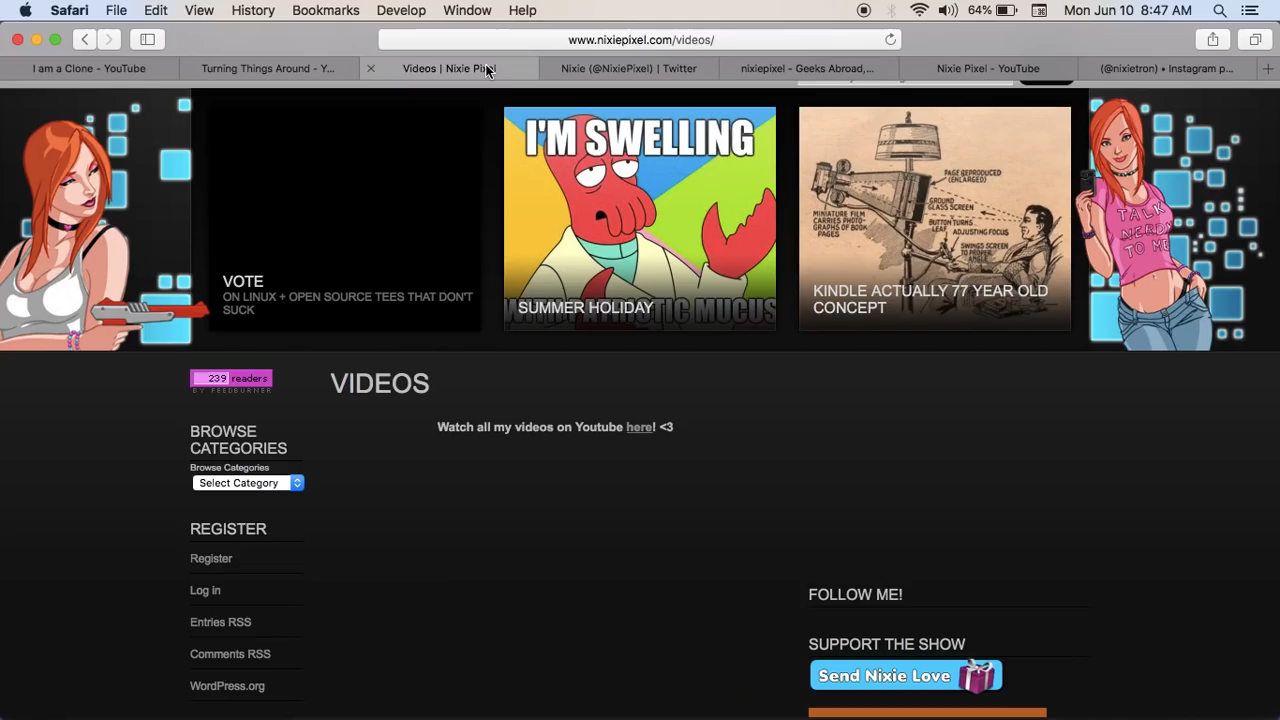 Safari File Edit View History Bookmarks Develop Window Help 64% Mon Jun 10 8:47 AM
www.nixiepixel.com/videos/
I am a Clone - YouTube Turning Things Around - Y... Videos | Nixie Pixel Nixie (@NixiePixel) | Twitter nixiepixel - Geeks Abroad,... Nixie Pixel - YouTube (@nixietron) • Instagram p...
VOTE
ON LINUX + OPEN SOURCE TEES THAT DON'T
SUCK
I'M SWELLING
SUMMER HOLIDAY
PAGE REPRODUCED
(ENLARGED)
GROUND
GLASS SCREEN
BUTTON TURNS
LEAF
ADJUSTING FOCUS
MINIATURE FILM
CARRIES PHOTO-
GRAPHS OF BOOK
PAGES
SWINGS SCREEN
TO PROPER
KINDLE ACTUALLY 77 YEAR OLD
CONCEPT
TALK
NERDY
TO ME
239 readers
BY FEEDBURNER
VIDEOS
Watch all my videos on Youtube here! <3
BROWSE
CATEGORIES
Browse Categories
Select Category
REGISTER
Register
Log in
Entries RSS
Comments RSS
WordPress.org
FOLLOW ME!
SUPPORT THE SHOW
Send Nixie Love